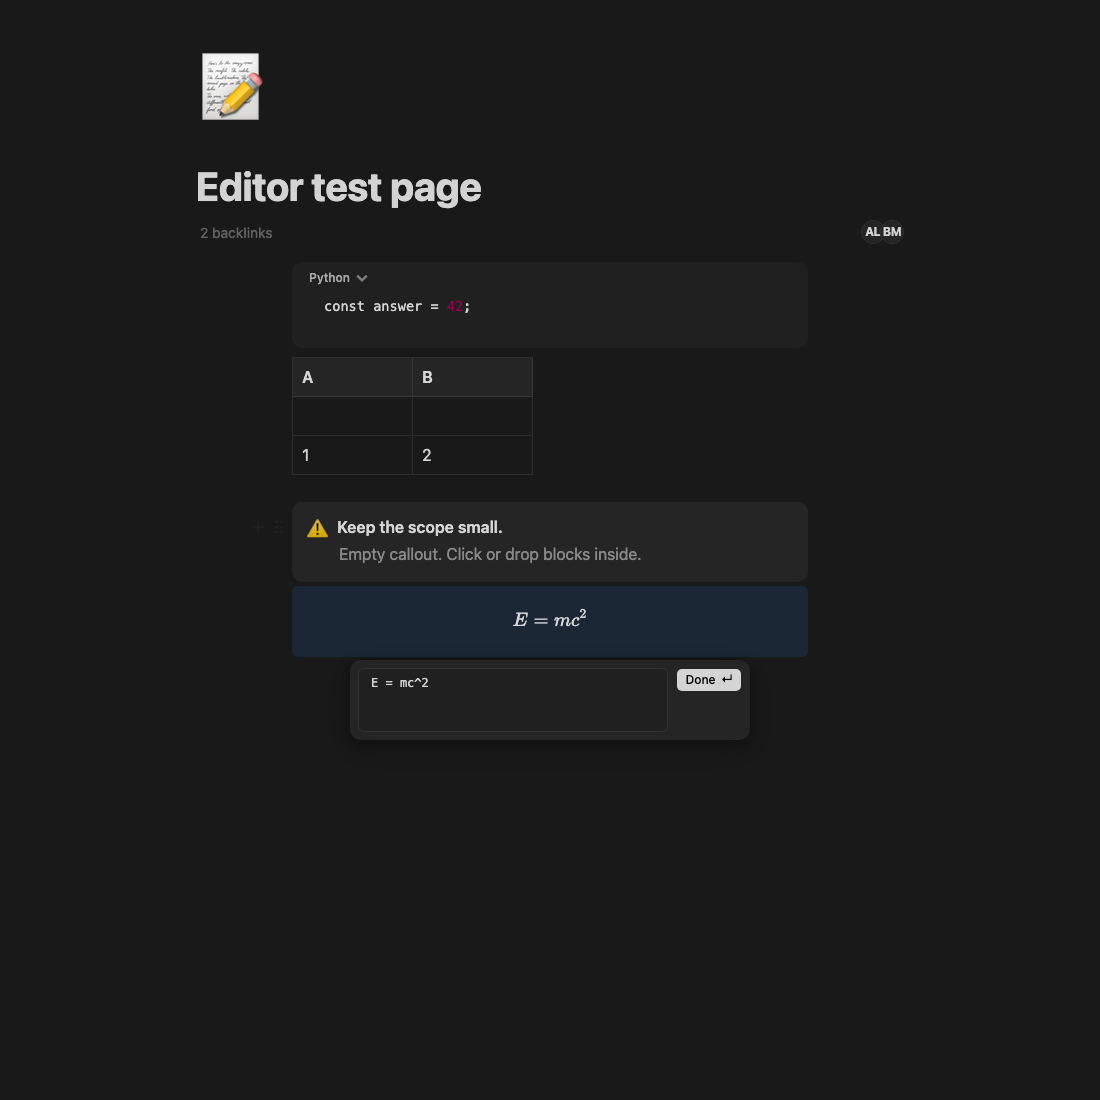 Editor test page
2 backlinks
AL BM
Python
const answer = 42;
A B
1 2
Keep the scope small.
Empty callout. Click or drop blocks inside.
E = mc²
E = mc^2
Done